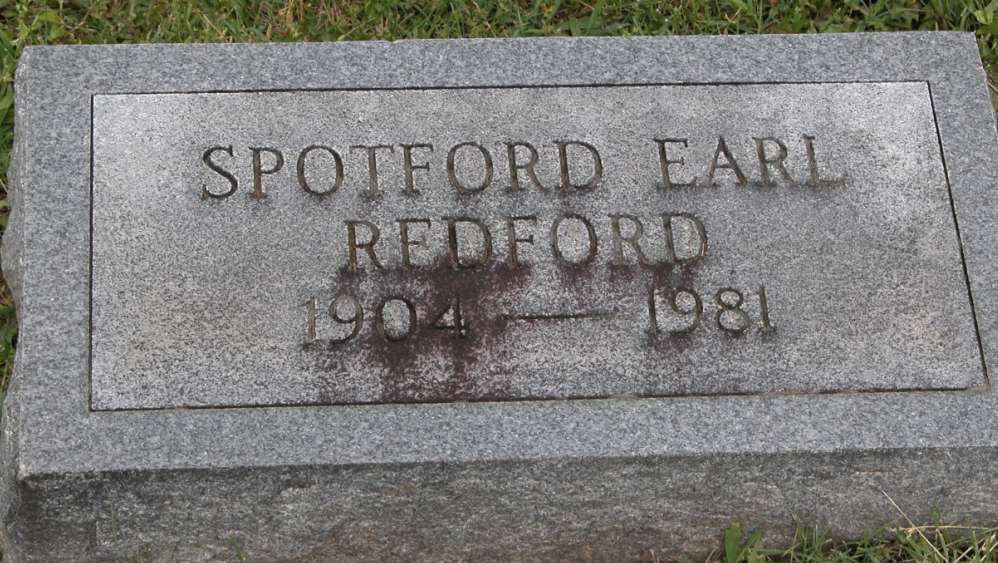 SPOTFORD EARL
REDFORD
1904 — 1981